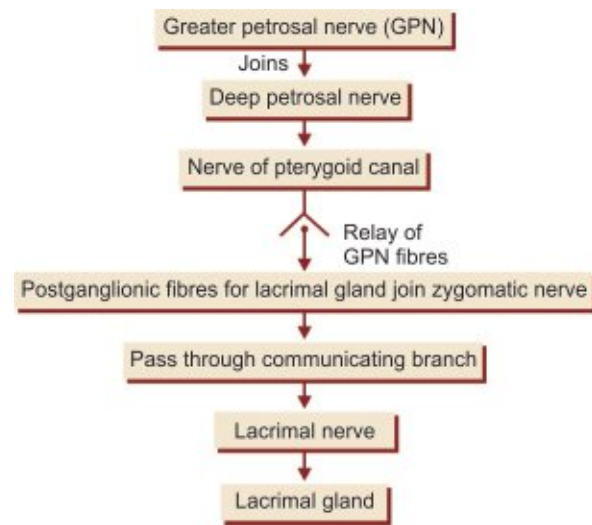 Greater petrosal nerve (GPN)
Joins
Deep petrosal nerve
Nerve of pterygoid canal
Relay of
GPN fibres
Postganglionic fibres for lacrimal gland join zygomatic nerve
Pass through communicating branch
Lacrimal nerve
Lacrimal gland